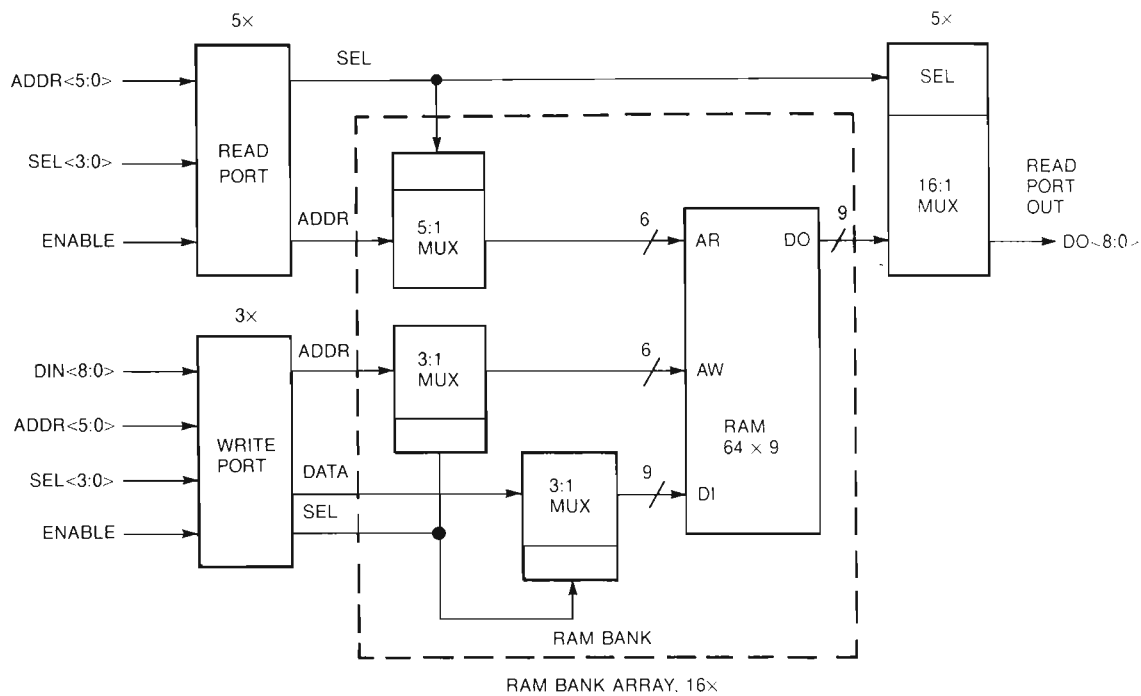 5×
5×
SEL
ADDR<5:0>
SEL
READ
PORT
SEL<3:0>
16:1
MUX
READ
PORT
OUT
ADDR
5:1
MUX
6
AR
DO
9
ENABLE
DO<8:0>
3×
ADDR
3:1
MUX
6
AW
DIN<8:0>
RAM
64 × 9
ADDR<5:0>
WRITE
PORT
DATA
3:1
MUX
9
DI
SEL<3:0>
SEL
ENABLE
RAM BANK
RAM BANK ARRAY, 16×